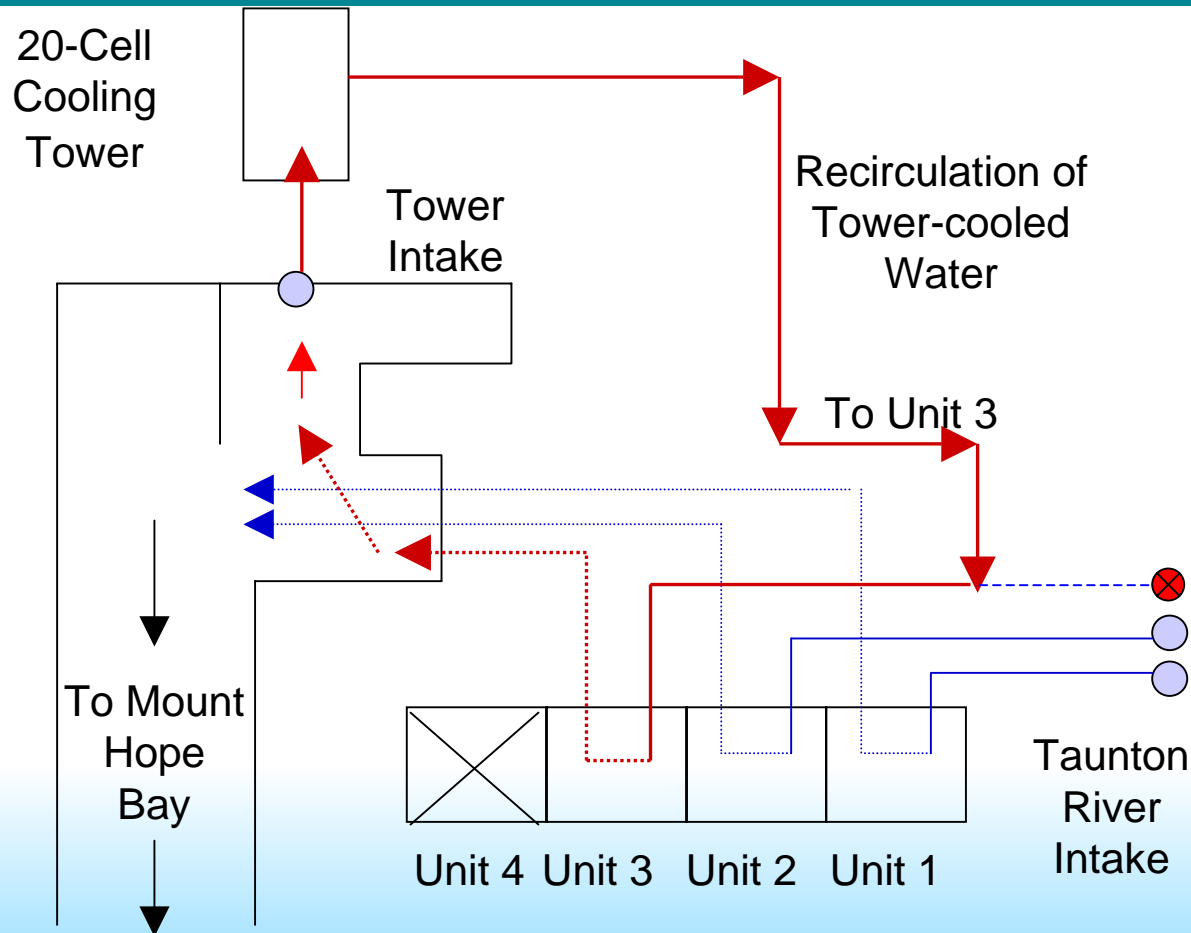 20-Cell
Cooling
Tower
Tower
Intake
Recirculation of
Tower-cooled
Water
To Unit 3
To Mount
Hope
Bay
Taunton
River
Intake
Unit 4 Unit 3 Unit 2 Unit 1